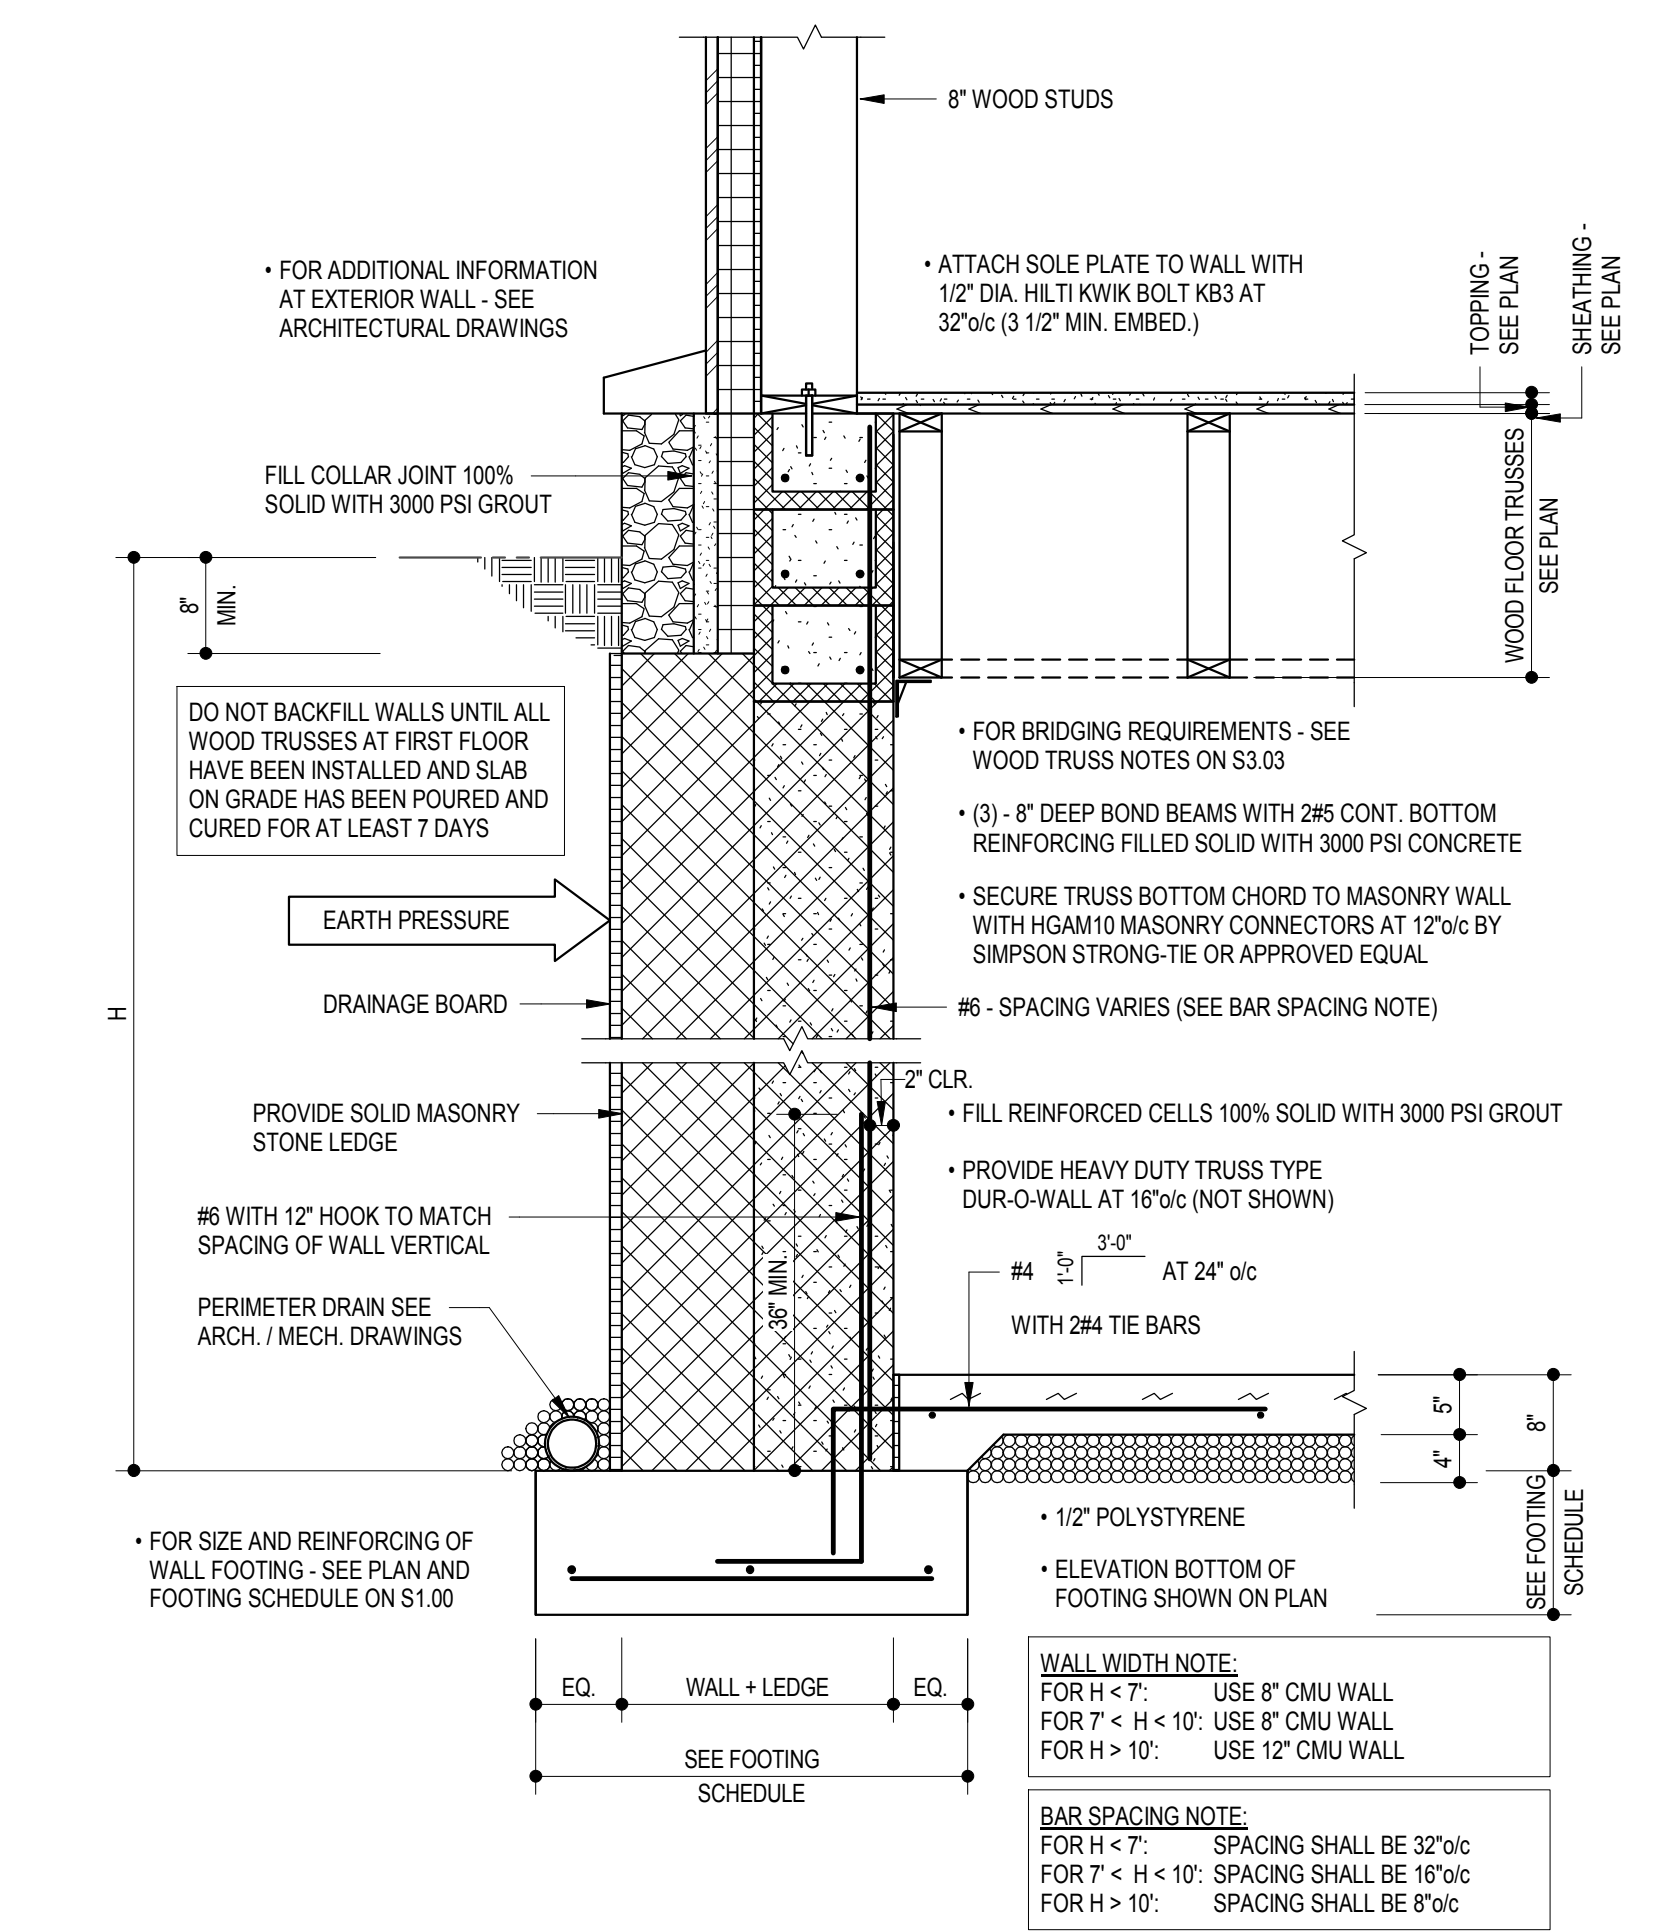 8" WOOD STUDS
• FOR ADDITIONAL INFORMATION
AT EXTERIOR WALL - SEE
ARCHITECTURAL DRAWINGS
• ATTACH SOLE PLATE TO WALL WITH
1/2" DIA. HILTI KWIK BOLT KB3 AT
32"o/c (3 1/2" MIN. EMBED.)
TOPPING -
SEE PLAN
SHEATHING -
SEE PLAN
FILL COLLAR JOINT 100%
SOLID WITH 3000 PSI GROUT
WOOD FLOOR TRUSSES
SEE PLAN
8"
MIN.
DO NOT BACKFILL WALLS UNTIL ALL
WOOD TRUSSES AT FIRST FLOOR
HAVE BEEN INSTALLED AND SLAB
ON GRADE HAS BEEN POURED AND
CURED FOR AT LEAST 7 DAYS
• FOR BRIDGING REQUIREMENTS - SEE
WOOD TRUSS NOTES ON S3.03
• (3) - 8" DEEP BOND BEAMS WITH 2#5 CONT. BOTTOM
REINFORCING FILLED SOLID WITH 3000 PSI CONCRETE
EARTH PRESSURE
• SECURE TRUSS BOTTOM CHORD TO MASONRY WALL
WITH HGAM10 MASONRY CONNECTORS AT 12"o/c BY
SIMPSON STRONG-TIE OR APPROVED EQUAL
DRAINAGE BOARD
#6 - SPACING VARIES (SEE BAR SPACING NOTE)
H
2" CLR.
PROVIDE SOLID MASONRY
STONE LEDGE
• FILL REINFORCED CELLS 100% SOLID WITH 3000 PSI GROUT
• PROVIDE HEAVY DUTY TRUSS TYPE
DUR-O-WALL AT 16"o/c (NOT SHOWN)
#6 WITH 12" HOOK TO MATCH
SPACING OF WALL VERTICAL
36" MIN.
#4 1'-0" 3'-0" AT 24" o/c
WITH 2#4 TIE BARS
PERIMETER DRAIN SEE
ARCH. / MECH. DRAWINGS
5"
8"
4"
• FOR SIZE AND REINFORCING OF
WALL FOOTING - SEE PLAN AND
FOOTING SCHEDULE ON S1.00
• 1/2" POLYSTYRENE
• ELEVATION BOTTOM OF
FOOTING SHOWN ON PLAN
SEE FOOTING
SCHEDULE
EQ.
WALL + LEDGE
EQ.
SEE FOOTING
SCHEDULE
WALL WIDTH NOTE:
FOR H < 7': USE 8" CMU WALL
FOR 7' < H < 10': USE 8" CMU WALL
FOR H > 10': USE 12" CMU WALL
BAR SPACING NOTE:
FOR H < 7': SPACING SHALL BE 32"o/c
FOR 7' < H < 10': SPACING SHALL BE 16"o/c
FOR H > 10': SPACING SHALL BE 8"o/c